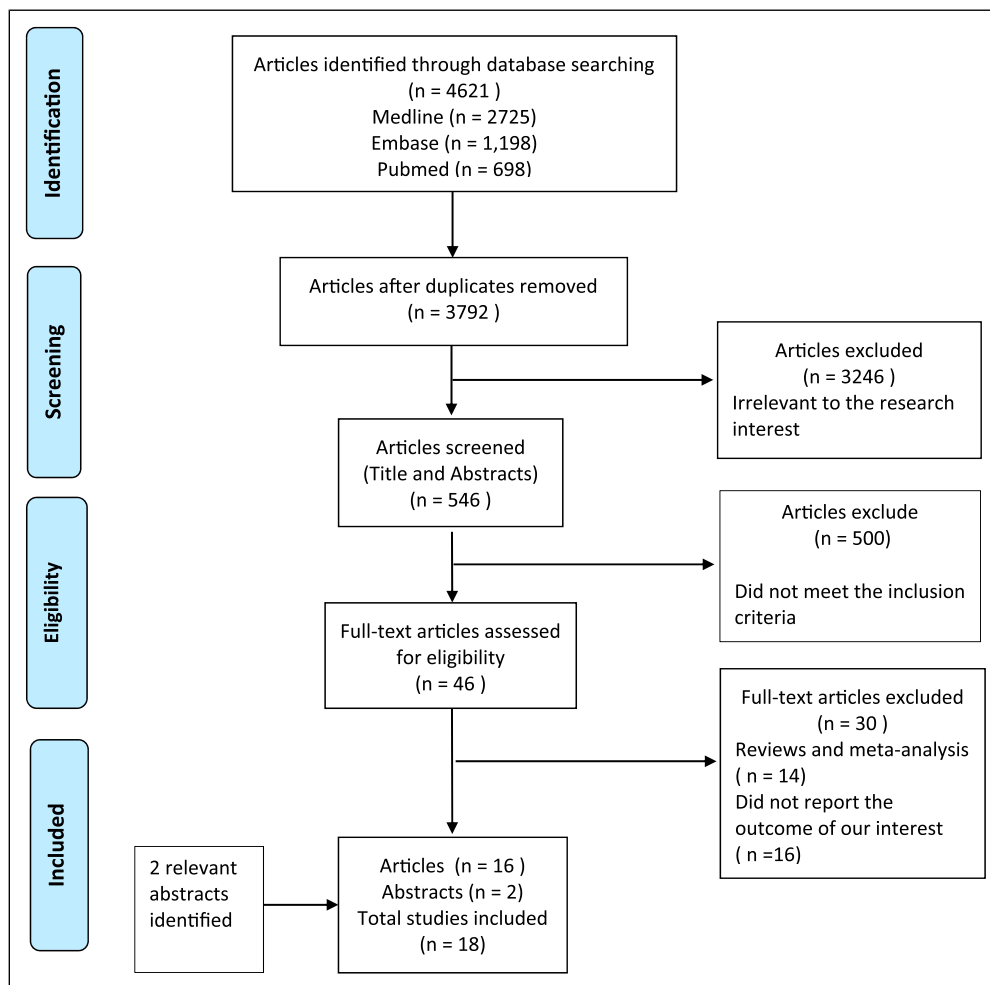 Identification
Articles identified through database searching
(n = 4621 )
Medline (n = 2725)
Embase (n = 1,198)
Pubmed (n = 698)
Screening
Articles after duplicates removed
(n = 3792 )
Articles excluded
(n = 3246 )
Irrelevant to the research
interest
Articles screened
(Title and Abstracts)
(n = 546 )
Eligibility
Articles exclude
(n = 500)
Did not meet the inclusion
criteria
Full-text articles assessed
for eligibility
(n = 46 )
Full-text articles excluded
(n = 30 )
Reviews and meta-analysis
( n = 14)
Did not report the
outcome of our interest
( n =16)
Included
2 relevant
abstracts
identified
Articles  (n = 16 )
Abstracts (n = 2)
Total studies included
(n = 18)